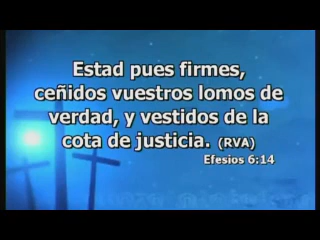 Estad pues firmes,
ceñidos vuestros lomos de
verdad, y vestidos de la
cota de justicia. (RVA)
Efesios 6:14